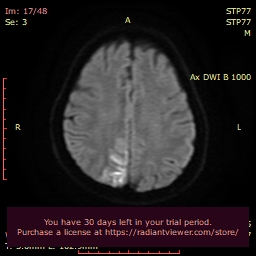 Im: 17/48
Se: 3
A
STP77
STP77
M
Ax DWI B 1000
R
L
You have 30 days left in your trial period.
Purchase a license at https://radiantviewer.com/store/